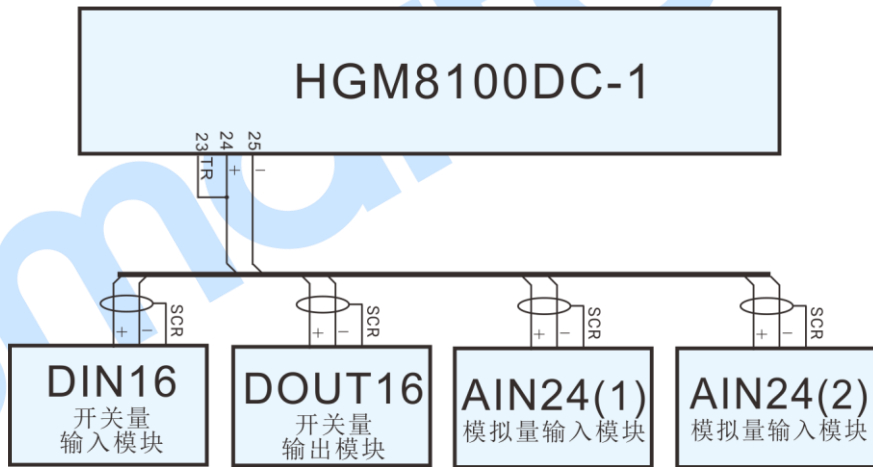 HGM8100DC-1
23 24 25
TR + −
SCR SCR SCR SCR
+ − + − + − + −
DIN16
开关量
输入模块
DOUT16
开关量
输出模块
AIN24(1)
模拟量输入模块
AIN24(2)
模拟量输入模块